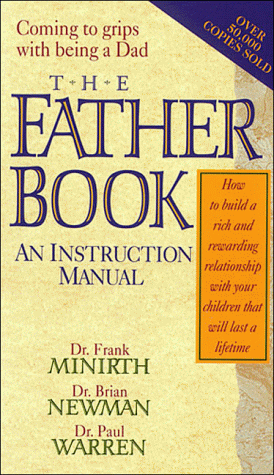 Coming to grips
with being a Dad
OVER
50,000
COPIES SOLD
T•H•E
FATHER
BOOK
AN INSTRUCTION
MANUAL
How
to build a
rich and
rewarding
relationship
with your
children that
will last a
lifetime
Dr. Frank
MINIRTH
Dr. Brian
NEWMAN
Dr. Paul
WARREN